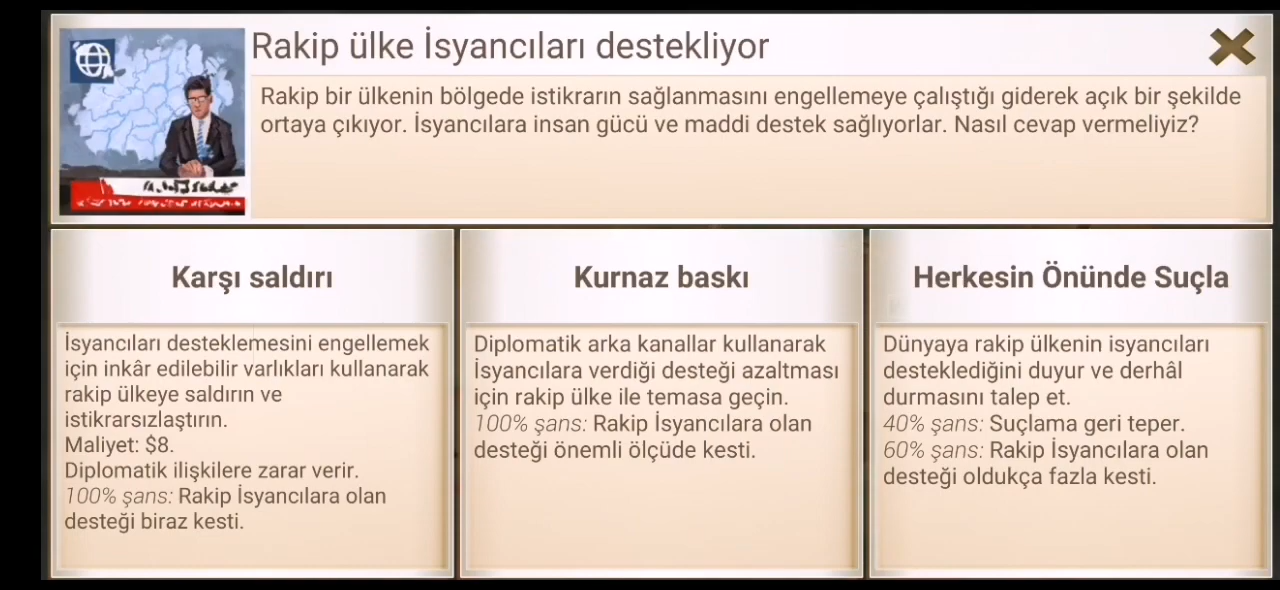 Rakip ülke İsyancıları destekliyor
Rakip bir ülkenin bölgede istikrarın sağlanmasını engellemeye çalıştığı giderek açık bir şekilde
ortaya çıkıyor. İsyancılara insan gücü ve maddi destek sağlıyorlar. Nasıl cevap vermeliyiz?
Karşı saldırı
İsyancıları desteklemesini engellemek
için inkâr edilebilir varlıkları kullanarak
rakip ülkeye saldırın ve
istikrarsızlaştırın.
Maliyet: $8.
Diplomatik ilişkilere zarar verir.
100% şans: Rakip İsyancılara olan
desteği biraz kesti.
Kurnaz baskı
Diplomatik arka kanallar kullanarak
İsyancılara verdiği desteği azaltması
için rakip ülke ile temasa geçin.
100% şans: Rakip İsyancılara olan
desteği önemli ölçüde kesti.
Herkesin Önünde Suçla
Dünyaya rakip ülkenin isyancıları
desteklediğini duyur ve derhâl
durmasını talep et.
40% şans: Suçlama geri teper.
60% şans: Rakip İsyancılara olan
desteği oldukça fazla kesti.